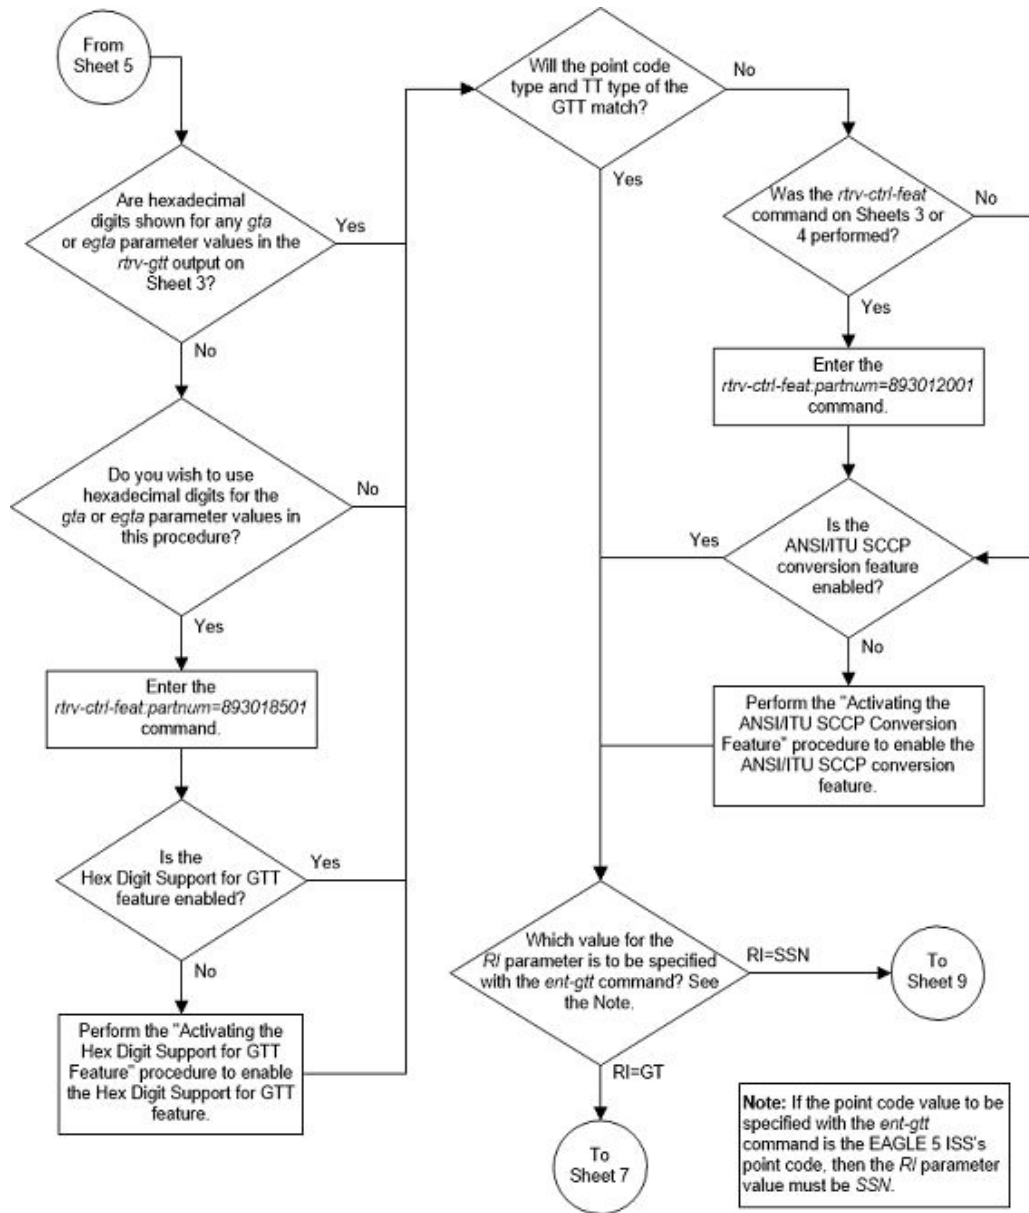 From
Sheet 5
Are hexadecimal
digits shown for any gta
or egta parameter values in the
rtrv-gtt output on
Sheet 3?
Yes
No
Do you wish to use
hexadecimal digits for the
gta or egta parameter values in
this procedure?
No
Yes
Enter the
rtrv-ctrl-feat:partnum=893018501
command.
Is the
Hex Digit Support for GTT
feature enabled?
Yes
No
Perform the "Activating the
Hex Digit Support for GTT
Feature" procedure to enable
the Hex Digit Support for GTT
feature.
Will the point code
type and TT type of the
GTT match?
No
Yes
Was the rtrv-ctrl-feat
command on Sheets 3 or
4 performed?
No
Yes
Enter the
rtrv-ctrl-feat:partnum=893012001
command.
Is the
ANSI/ITU SCCP
conversion feature
enabled?
Yes
No
Perform the "Activating the
ANSI/ITU SCCP Conversion
Feature" procedure to enable the
ANSI/ITU SCCP conversion
feature.
Which value for the
RI parameter is to be specified
with the ent-gtt command? See
the Note.
RI=SSN
To
Sheet 9
RI=GT
To
Sheet 7
Note: If the point code value to be
specified with the ent-gtt
command is the EAGLE 5 ISS's
point code, then the RI parameter
value must be SSN.